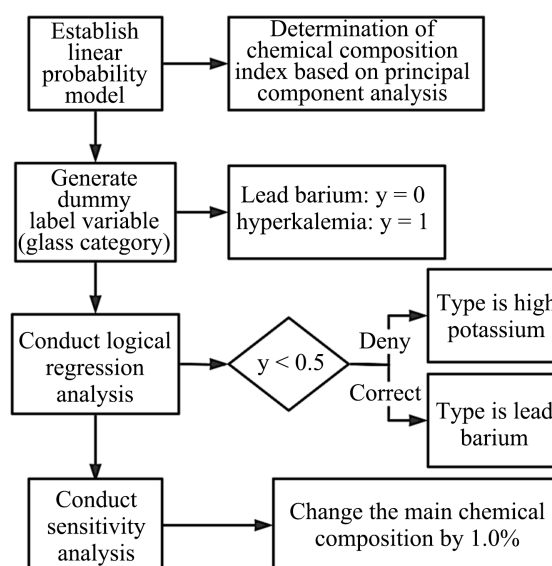 Establish
linear
probability
model
Determination of
chemical composition
index based on principal
component analysis
Generate
dummy
label variable
(glass category)
Lead barium: y = 0
hyperkalemia: y = 1
Conduct logical
regression
analysis
y < 0.5
Deny
Correct
Type is high
potassium
Type is lead
barium
Conduct
sensitivity
analysis
Change the main chemical
composition by 1.0%